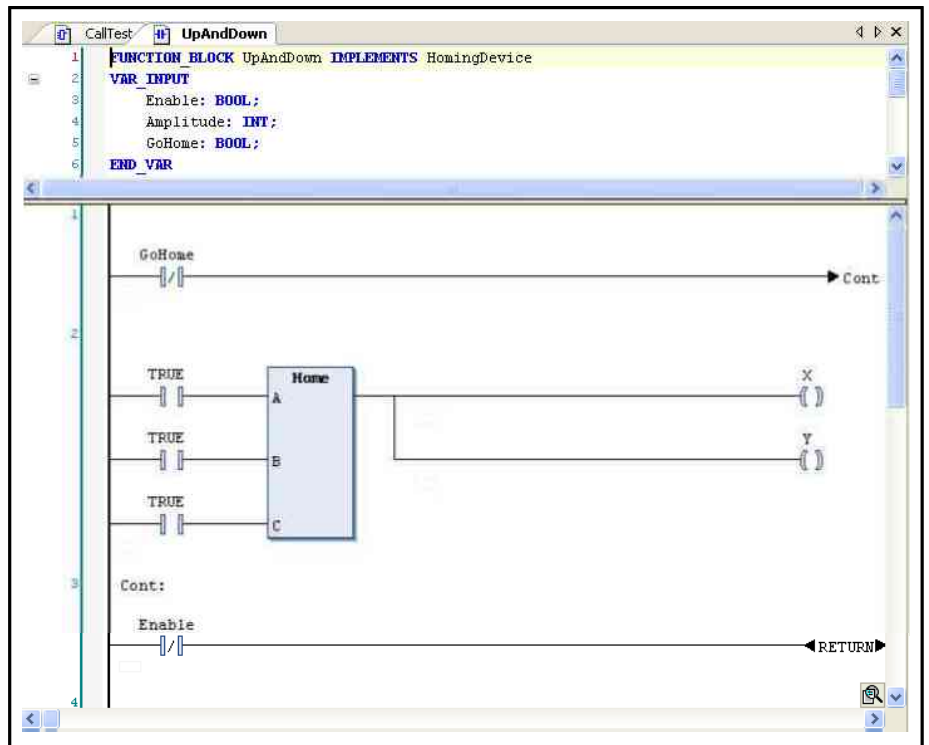 CallTest UpAndDown
1 FUNCTION_BLOCK UpAndDown IMPLEMENTS HomingDevice
2 VAR_INPUT
3 Enable: BOOL;
4 Amplitude: INT;
5 GoHome: BOOL;
6 END_VAR
1
GoHome
Cont
2
TRUE Home X
A
TRUE Y
B
TRUE
C
3 Cont:
Enable
RETURN
4